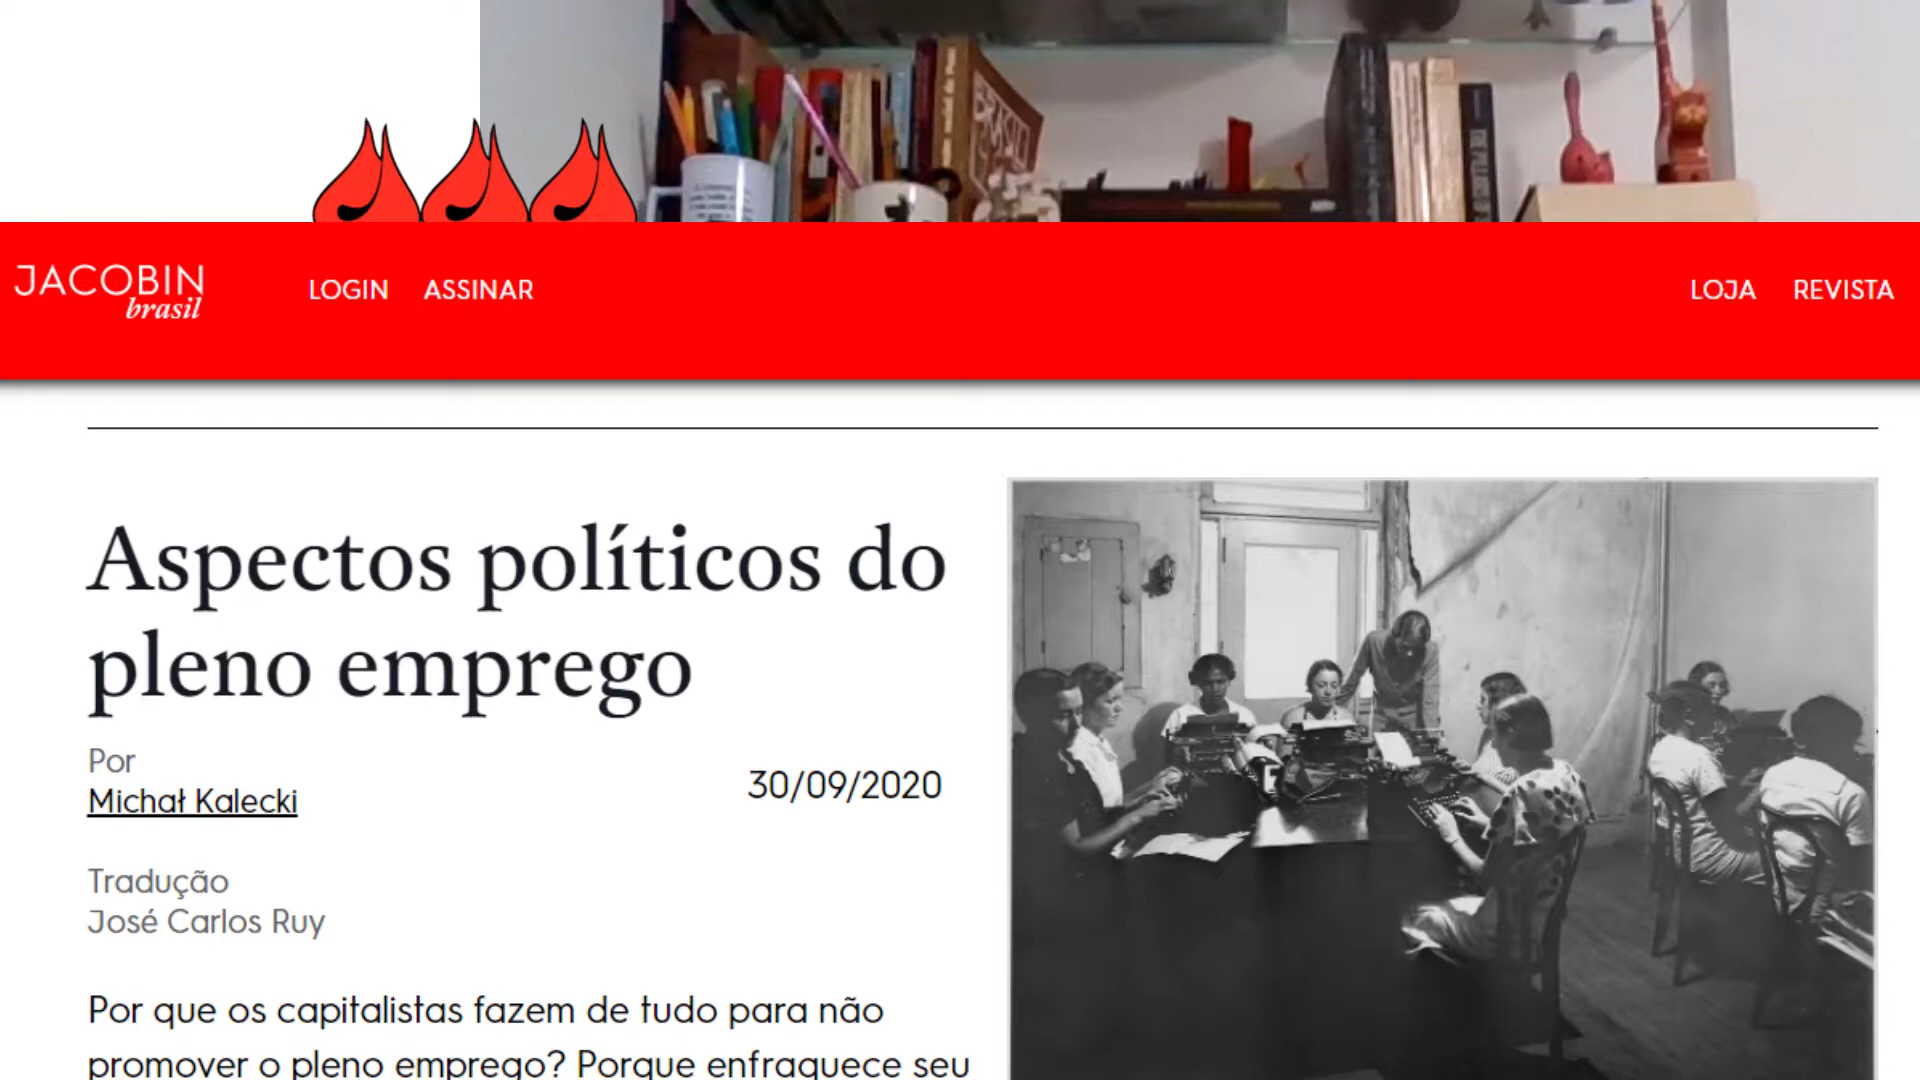 BRASIL
JACOBIN
brasil
LOGIN
ASSINAR
LOJA
REVISTA
Aspectos políticos do
pleno emprego
Por
Michał Kalecki
30/09/2020
Tradução
José Carlos Ruy
Por que os capitalistas fazem de tudo para não
promover o pleno emprego? Porque enfraquece seu